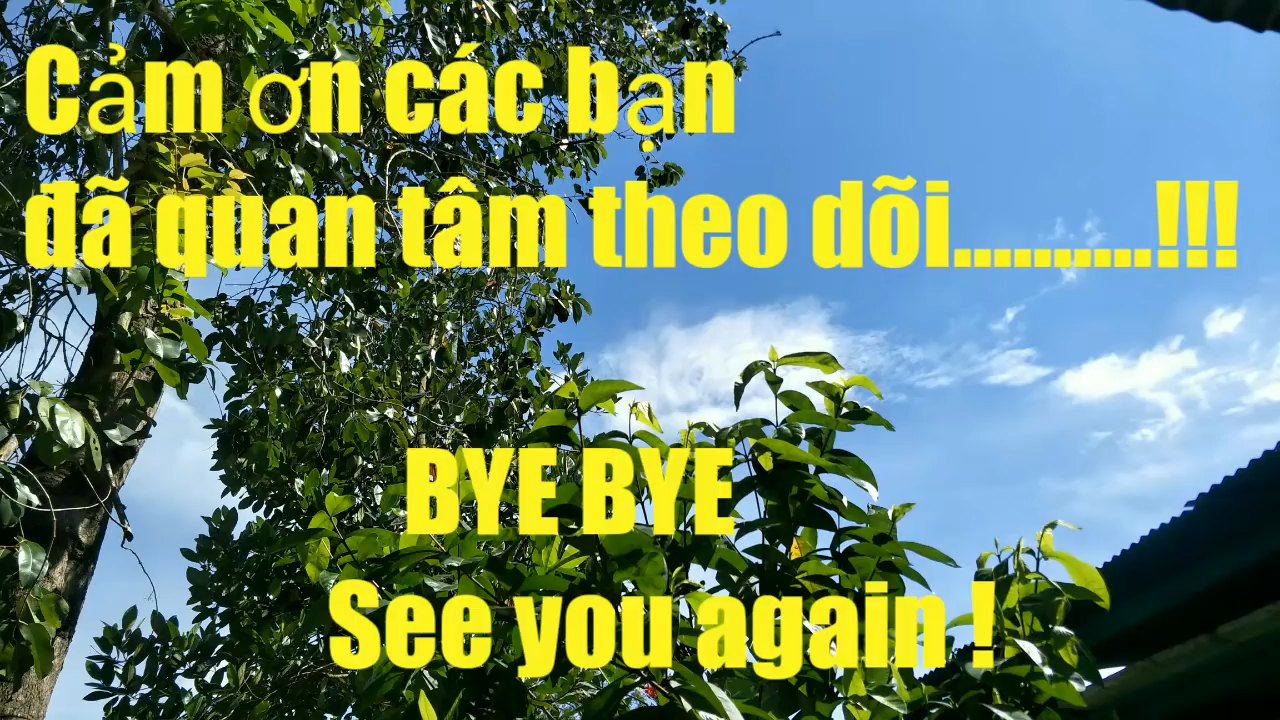 Cảm ơn các bạn
đã quan tâm theo dõi...........!!!
BYE BYE
See you again !